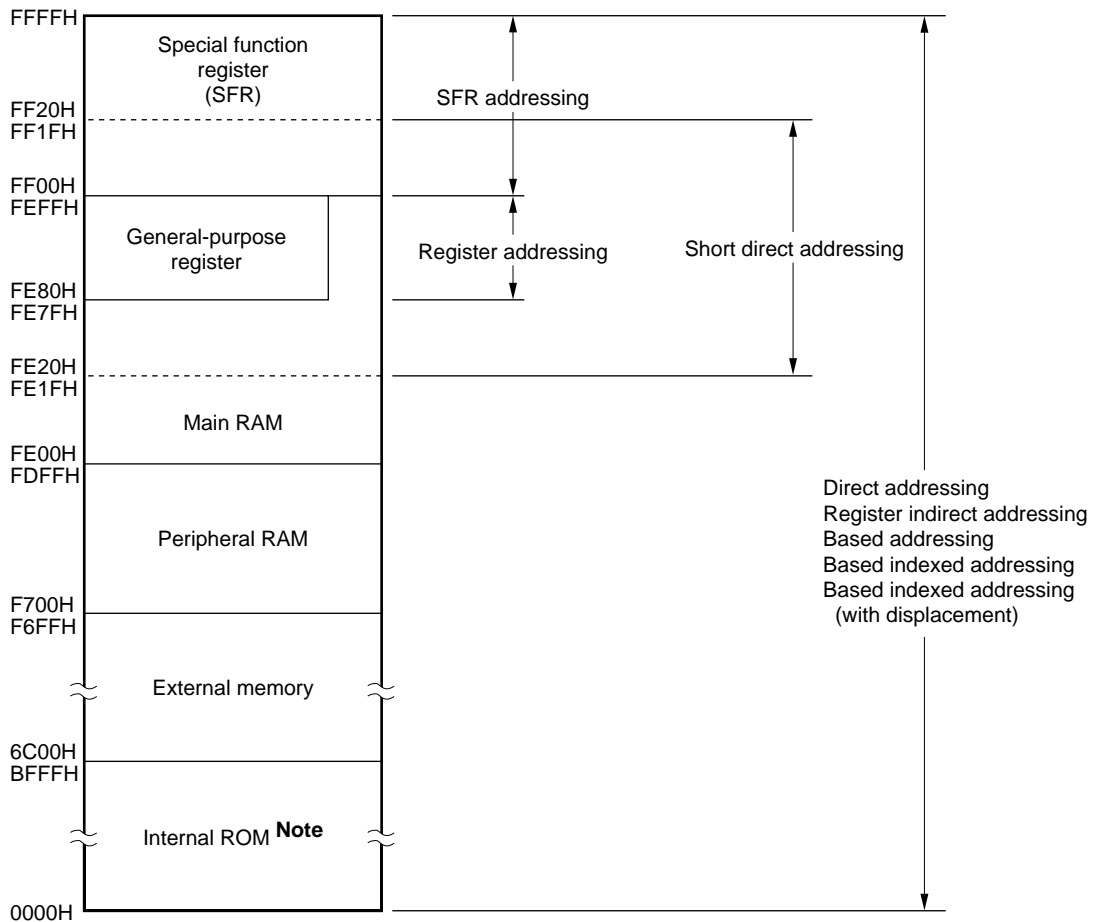 FFFFH
Special function
register
(SFR)
SFR addressing
FF20H
FF1FH
FF00H
FEFFH
General-purpose
register
Register addressing
Short direct addressing
FE80H
FE7FH
FE20H
FE1FH
Main RAM
FE00H
FDFFH
Peripheral RAM
Direct addressing
Register indirect addressing
Based addressing
Based indexed addressing
Based indexed addressing
(with displacement)
F700H
F6FFH
External memory
6C00H
BFFFH
Internal ROM Note
0000H